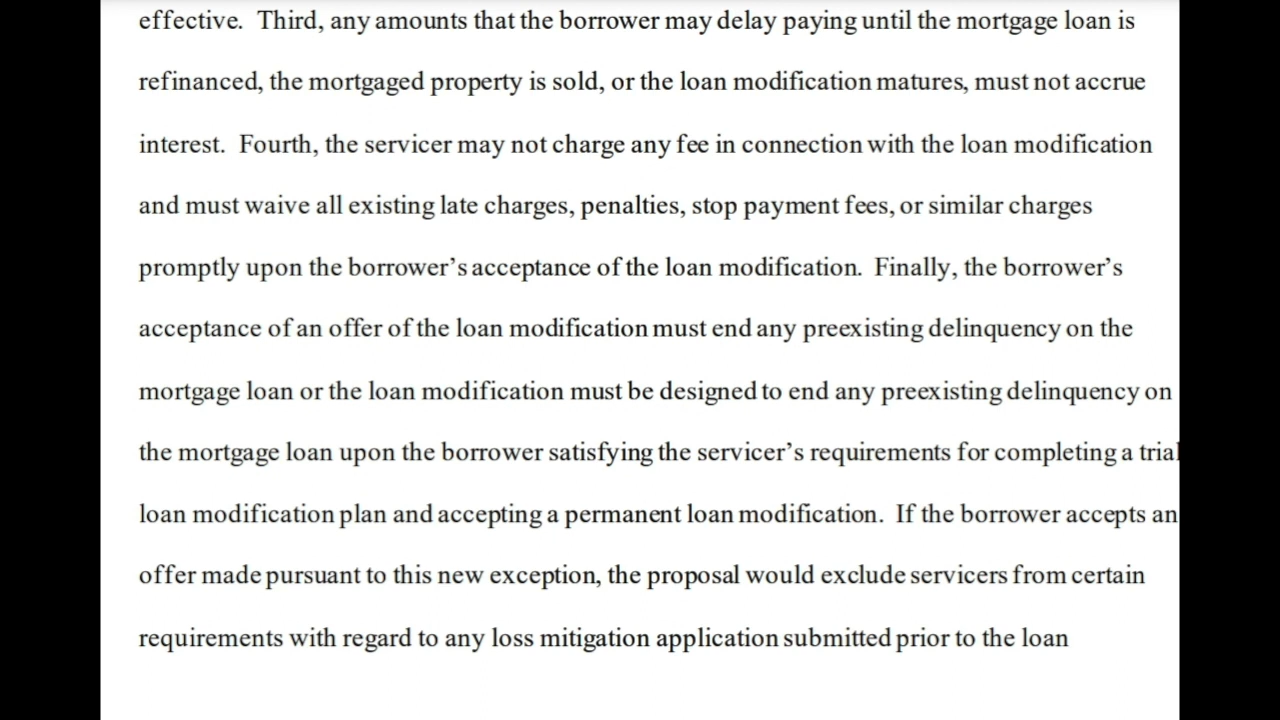 effective.  Third, any amounts that the borrower may delay paying until the mortgage loan is
refinanced, the mortgaged property is sold, or the loan modification matures, must not accrue
interest.  Fourth, the servicer may not charge any fee in connection with the loan modification
and must waive all existing late charges, penalties, stop payment fees, or similar charges
promptly upon the borrower’s acceptance of the loan modification.  Finally, the borrower’s
acceptance of an offer of the loan modification must end any preexisting delinquency on the
mortgage loan or the loan modification must be designed to end any preexisting delinquency on
the mortgage loan upon the borrower satisfying the servicer’s requirements for completing a trial
loan modification plan and accepting a permanent loan modification.  If the borrower accepts an
offer made pursuant to this new exception, the proposal would exclude servicers from certain
requirements with regard to any loss mitigation application submitted prior to the loan